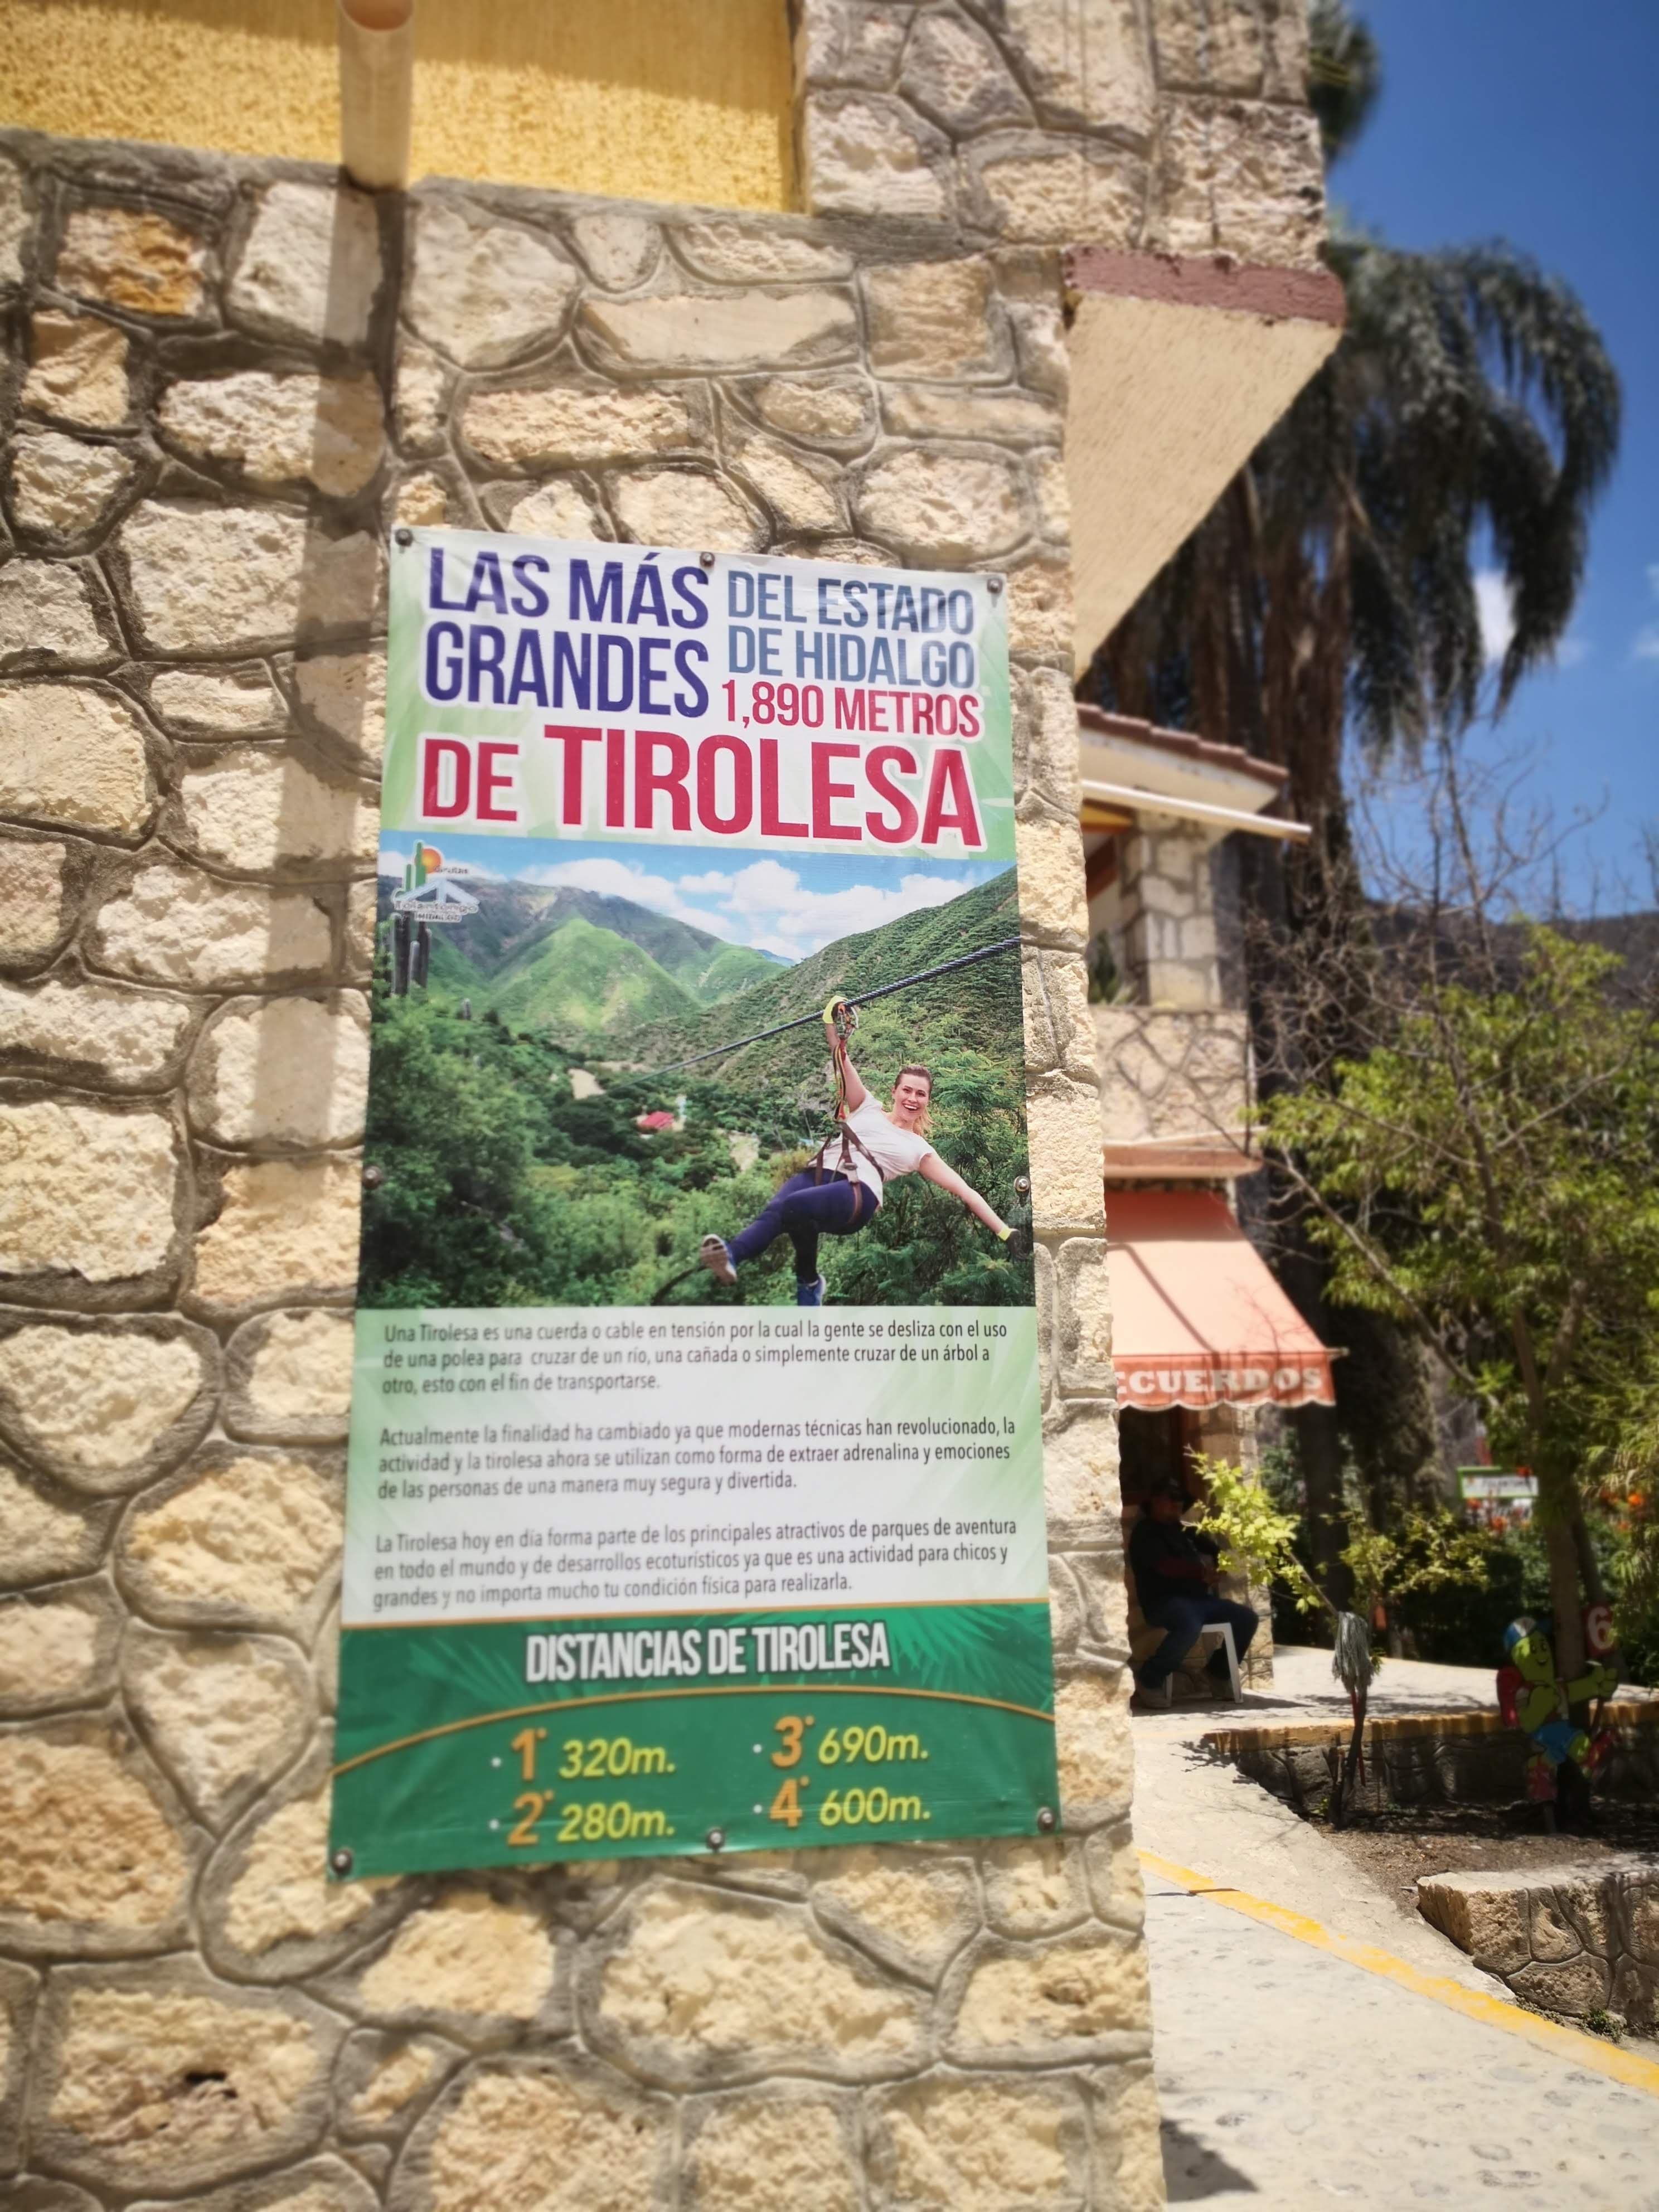 LAS MÁS
GRANDES
DEL ESTADO
DE HIDALGO
1,890 METROS
DE TIROLESA
Grutas
Tolantongo
HIDALGO
Una Tirolesa es una cuerda o cable en tensión por la cual la gente se desliza con el uso
de una polea para cruzar de un río, una cañada o simplemente cruzar de un árbol a
otro, esto con el fin de transportarse.
Actualmente la finalidad ha cambiado ya que modernas técnicas han revolucionado, la
actividad y la tirolesa ahora se utilizan como forma de extraer adrenalina y emociones
de las personas de una manera muy segura y divertida.
La Tirolesa hoy en día forma parte de los principales atractivos de parques de aventura
en todo el mundo y de desarrollos ecoturísticos ya que es una actividad para chicos y
grandes y no importa mucho tu condición física para realizarla.
DISTANCIAS DE TIROLESA
· 1° 320m.
· 2° 280m.
· 3° 690m.
· 4° 600m.
ECUERDOS
6